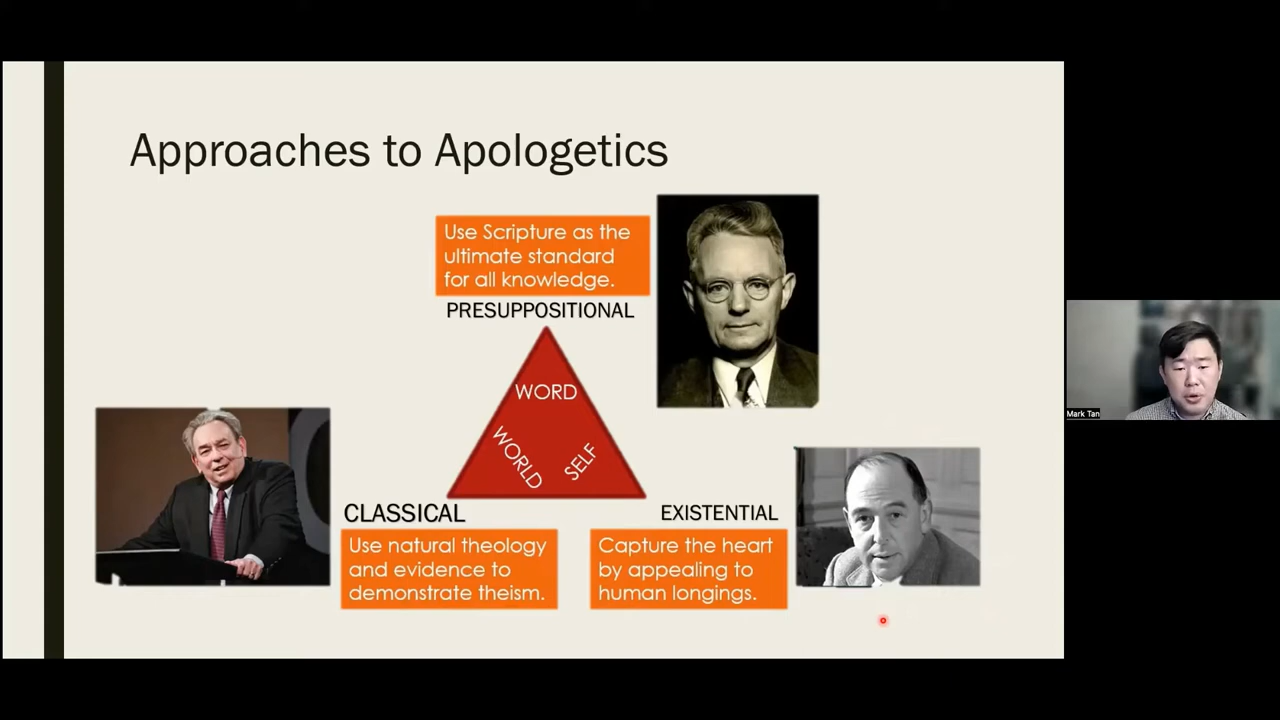 Approaches to Apologetics
Use Scripture as the
ultimate standard
for all knowledge.
PRESUPPOSITIONAL
WORD
WORLD
SELF
CLASSICAL
Use natural theology
and evidence to
demonstrate theism.
EXISTENTIAL
Capture the heart
by appealing to
human longings.
Mark Tan